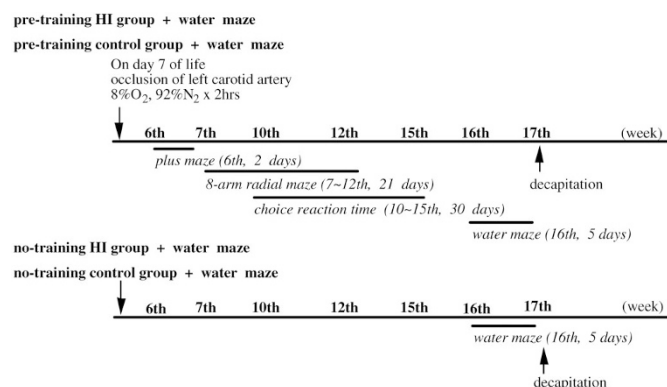 pre-training HI group + water maze
pre-training control group + water maze
On day 7 of life
occlusion of left carotid artery
8%O₂, 92%N₂ x 2hrs
6th 7th 10th 12th 15th 16th 17th (week)
plus maze (6th, 2 days)
decapitation
8-arm radial maze (7~12th, 21 days)
choice reaction time (10~15th, 30 days)
water maze (16th, 5 days)
no-training HI group + water maze
no-training control group + water maze
6th 7th 10th 12th 15th 16th 17th (week)
water maze (16th, 5 days)
decapitation